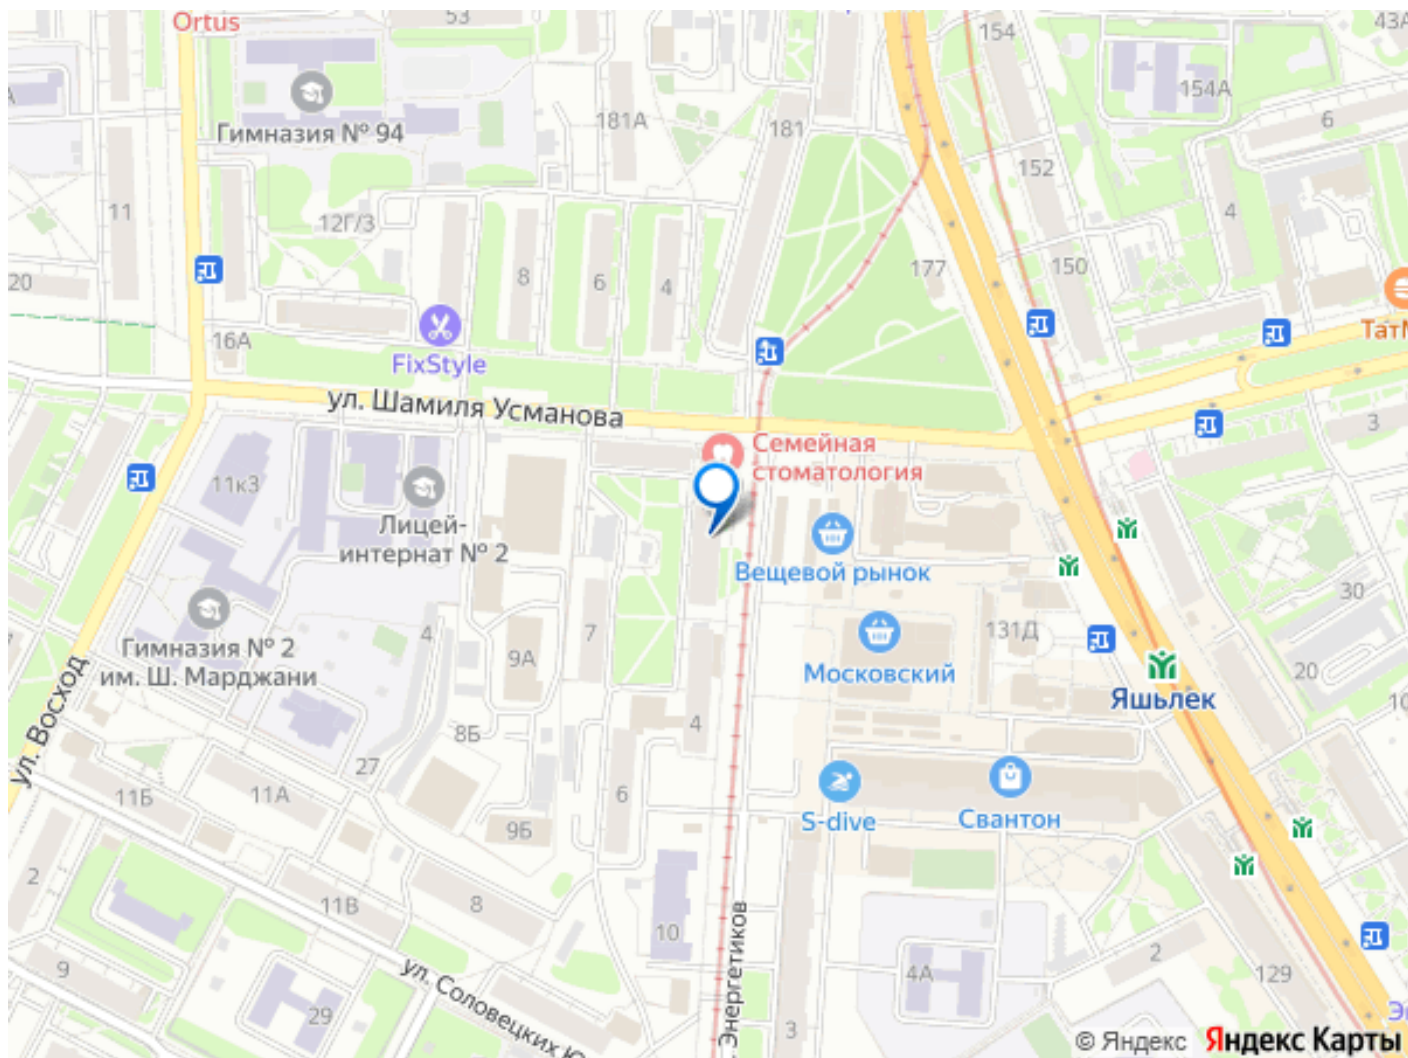 Ortus
53
154
43А
154А
Гимназия № 94
181А
181
6
152
11
12Г/3
4
177
150
20
8
6
4
16А
FixStyle
ТатМ
ул. Шамиля Усманова
3
Семейная
стоматология
11к3
Лицей-
интернат № 2
Вещевой рынок
30
Гимназия № 2
им. Ш. Марджани
4
7
9А
131Д
Московский
20
Яшьлек
ул. Восход
8Б
4
10
27
11Б
11А
6
9Б
S-dive
Свантон
2
11В
8
10
Энергетиков
2
9
ул. Соловецких Ю
4А
129
29
3
© Яндекс
Яндекс Карты